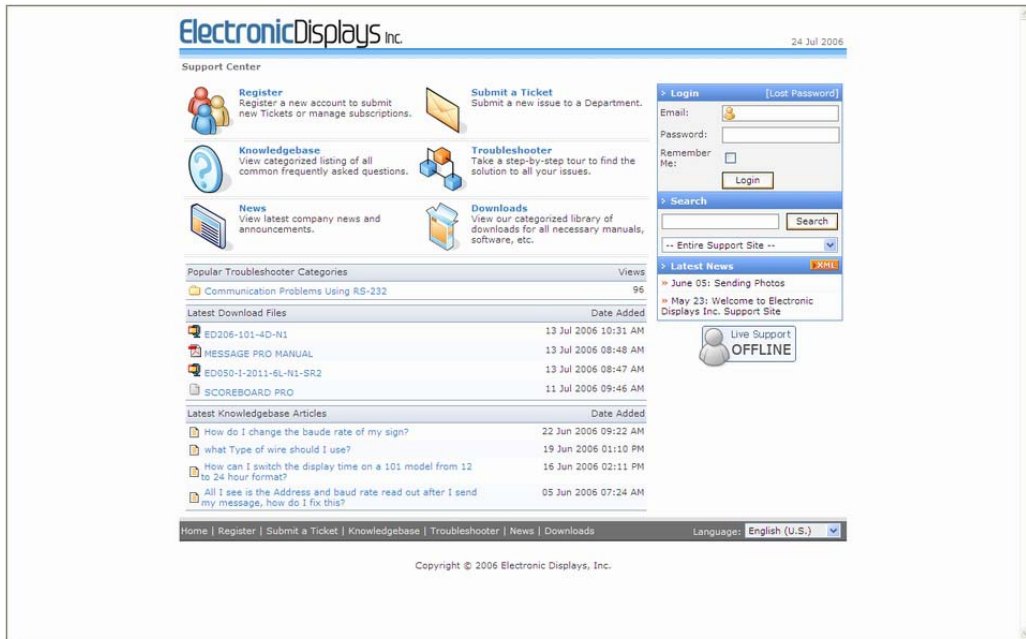 ElectronicDisplays Inc.
24 Jul 2006
Support Center
Register
Register a new account to submit
new Tickets or manage subscriptions.
Submit a Ticket
Submit a new issue to a Department.
Knowledgebase
View categorized listing of all
common frequently asked questions.
Troubleshooter
Take a step-by-step tour to find the
solution to all your issues.
News
View latest company news and
announcements.
Downloads
View our categorized library of
downloads for all necessary manuals,
software, etc.
> Login [Lost Password]
Email:
Password:
Remember
Me:
Login
> Search
Search
-- Entire Support Site --
> Latest News XML
» June 05: Sending Photos
» May 23: Welcome to Electronic
Displays Inc. Support Site
Live Support
OFFLINE
Popular Troubleshooter Categories Views
Communication Problems Using RS-232 96
Latest Download Files Date Added
ED206-101-4D-N1 13 Jul 2006 10:31 AM
MESSAGE PRO MANUAL 13 Jul 2006 08:48 AM
ED050-I-2011-6L-N1-SR2 13 Jul 2006 08:47 AM
SCOREBOARD PRO 11 Jul 2006 09:46 AM
Latest Knowledgebase Articles Date Added
How do I change the baude rate of my sign? 22 Jun 2006 09:22 AM
what Type of wire should I use? 19 Jun 2006 01:10 PM
How can I switch the display time on a 101 model from 12
to 24 hour format? 16 Jun 2006 02:11 PM
All I see is the Address and baud rate read out after I send
my message, how do I fix this? 05 Jun 2006 07:24 AM
Home | Register | Submit a Ticket | Knowledgebase | Troubleshooter | News | Downloads
Language: English (U.S.)
Copyright © 2006 Electronic Displays, Inc.